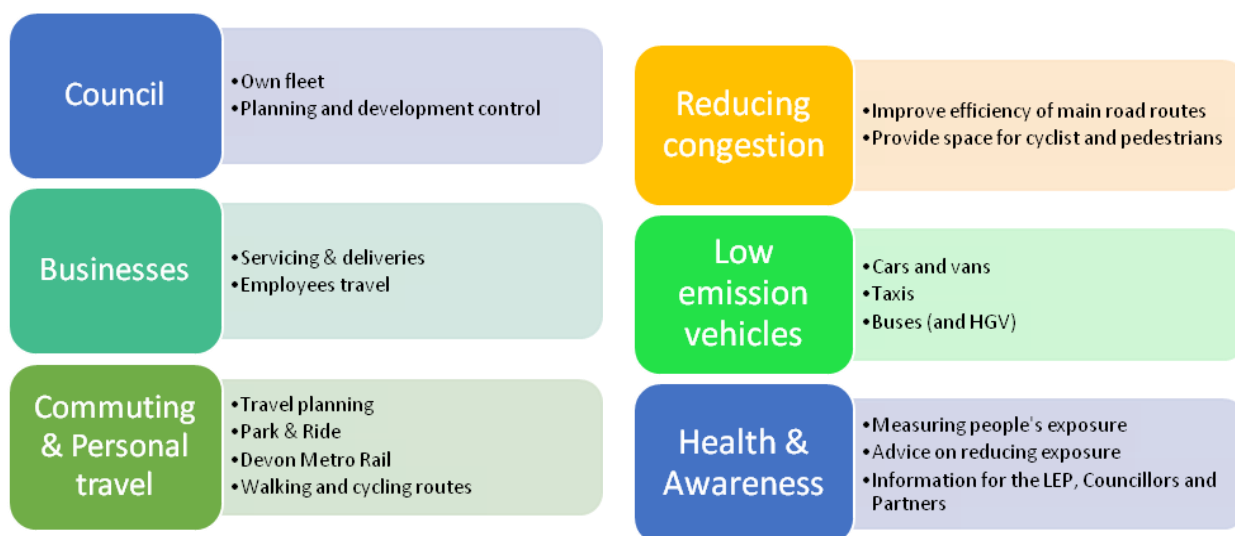 Council
•Own fleet
•Planning and development control
Businesses
•Servicing & deliveries
•Employees travel
Commuting
& Personal
travel
•Travel planning
•Park & Ride
•Devon Metro Rail
•Walking and cycling routes
Reducing
congestion
•Improve efficiency of main road routes
•Provide space for cyclist and pedestrians
Low
emission
vehicles
•Cars and vans
•Taxis
•Buses (and HGV)
Health &
Awareness
•Measuring people's exposure
•Advice on reducing exposure
•Information for the LEP, Councillors and
Partners